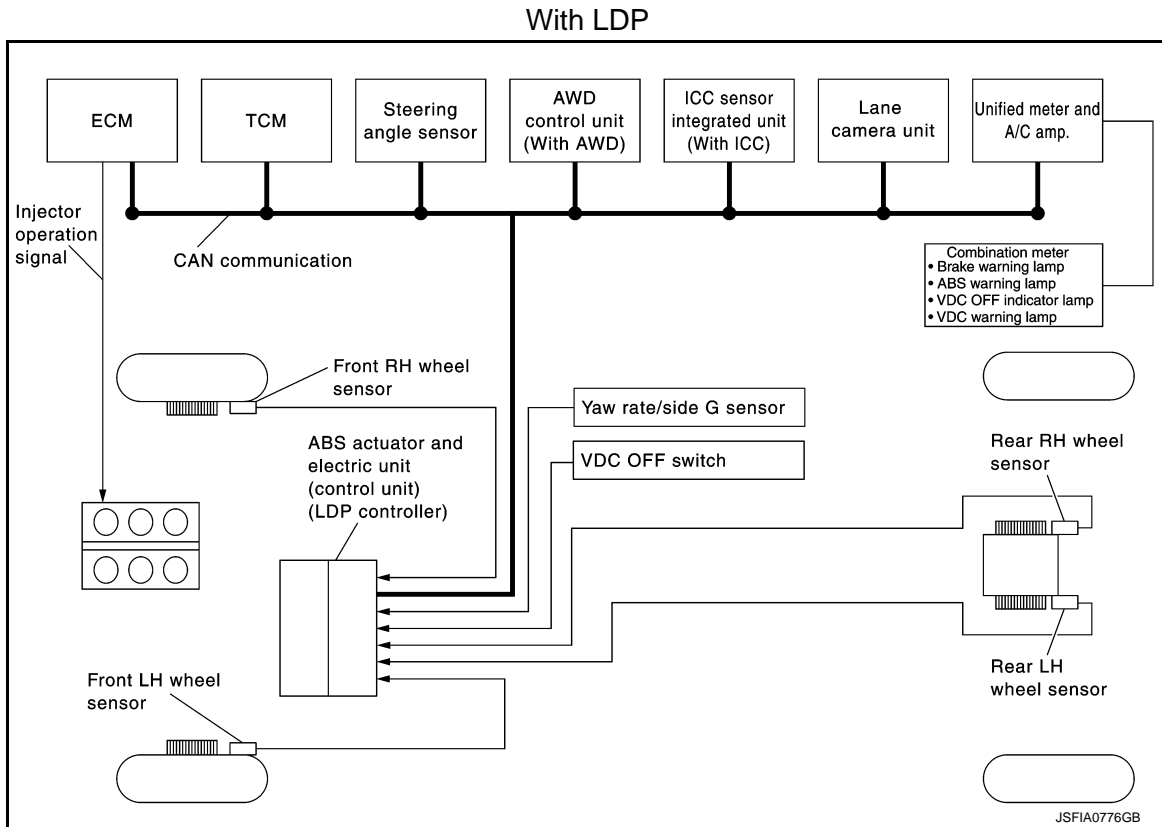 With LDP
ECM
TCM
Steering
angle sensor
AWD
control unit
(With AWD)
ICC sensor
integrated unit
(With ICC)
Lane
camera unit
Unified meter and
A/C amp.
Injector
operation
signal
CAN communication
Combination meter
• Brake warning lamp
• ABS warning lamp
• VDC OFF indicator lamp
• VDC warning lamp
Front RH wheel
sensor
Yaw rate/side G sensor
VDC OFF switch
ABS actuator and
electric unit
(control unit)
(LDP controller)
Rear RH wheel
sensor
Front LH wheel
sensor
Rear LH
wheel sensor
JSFIA0776GB